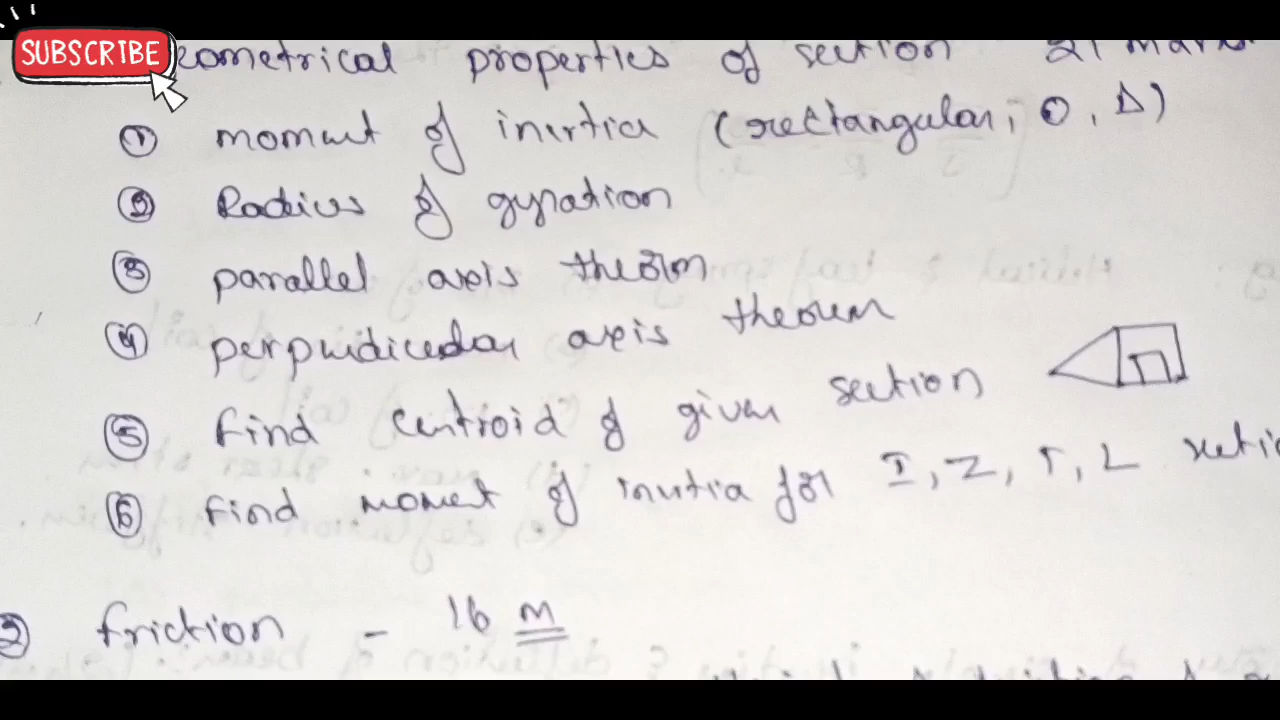 SUBSCRIBE
eometrical properties of section 21 mark
① moment of inertia (rectangular, O, Δ)
② Radius of gyration
③ parallel axis theorm
④ perpendicular axis theorem
⑤ find centroid of given section
⑥ find moment of inertia for I, Z, T, L sectio
② friction - 16 M